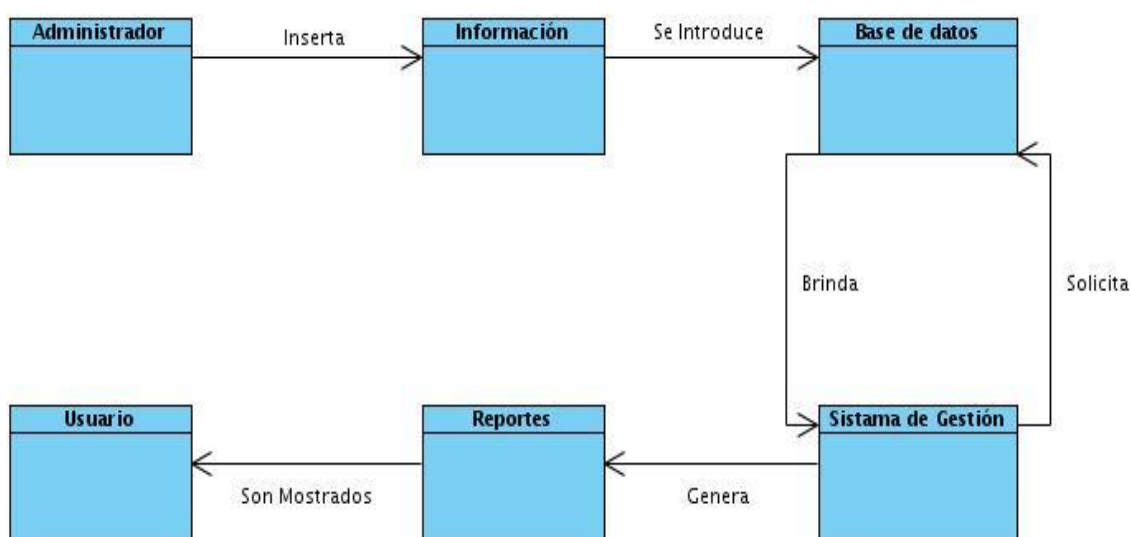 Administrador
Inserta
Información
Se Introduce
Base de datos
Brinda
Solicita
Usuario
Son Mostrados
Reportes
Genera
Sistama de Gestión